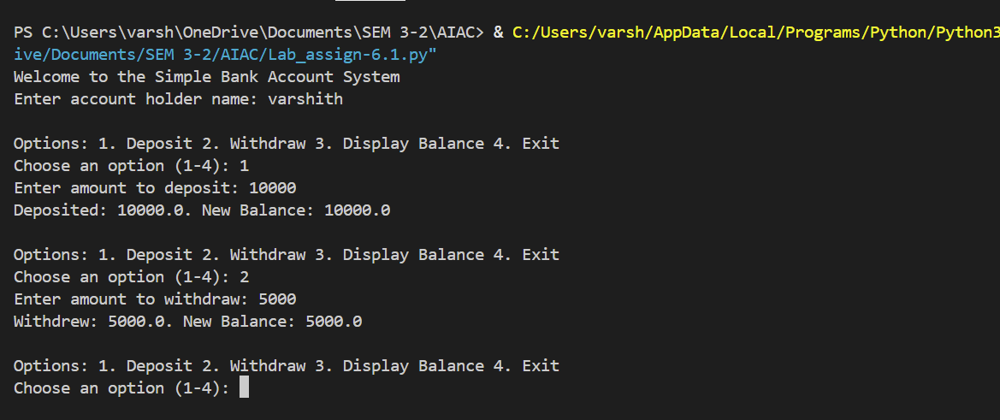 PS C:\Users\varsh\OneDrive\Documents\SEM 3-2\AIAC> & C:/Users/varsh/AppData/Local/Programs/Python/Python3
ive/Documents/SEM 3-2/AIAC/Lab_assign-6.1.py"
Welcome to the Simple Bank Account System
Enter account holder name: varshith

Options: 1. Deposit 2. Withdraw 3. Display Balance 4. Exit
Choose an option (1-4): 1
Enter amount to deposit: 10000
Deposited: 10000.0. New Balance: 10000.0

Options: 1. Deposit 2. Withdraw 3. Display Balance 4. Exit
Choose an option (1-4): 2
Enter amount to withdraw: 5000
Withdrew: 5000.0. New Balance: 5000.0

Options: 1. Deposit 2. Withdraw 3. Display Balance 4. Exit
Choose an option (1-4):